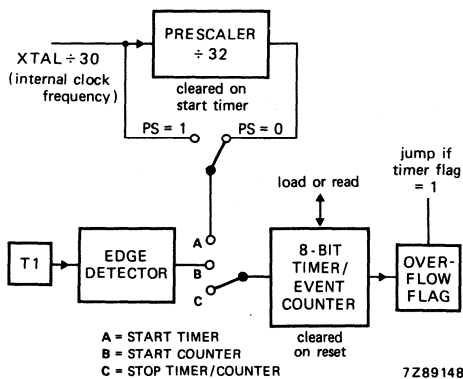 PRESCALER
÷ 32
XTAL÷30
(internal clock
frequency)
cleared on
start timer
PS = 1
PS = 0
jump if
timer flag
= 1
load or read
A
B
C
T1
EDGE
DETECTOR
8-BIT
TIMER/
EVENT
COUNTER
OVER-
FLOW
FLAG
cleared
on reset
A = START TIMER
B = START COUNTER
C = STOP TIMER/COUNTER
7Z89148